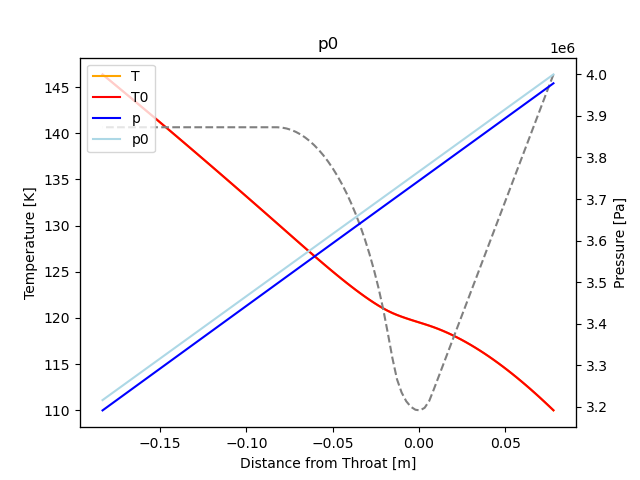 p0
1e6
T
T0
p
p0
145
140
135
130
125
120
115
110
Temperature [K]
4.0
3.9
3.8
3.7
3.6
3.5
3.4
3.3
3.2
Pressure [Pa]
−0.15 −0.10 −0.05 0.00 0.05
Distance from Throat [m]